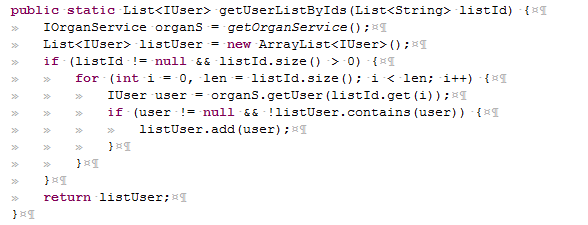 public static List<IUser> getUserListByIds(List<String> listId) {¤¶
» IOrganService organS = getOrganService();¤¶
» List<IUser> listUser = new ArrayList<IUser>();¤¶
» if (listId != null && listId.size() > 0) {¤¶
» » for (int i = 0, len = listId.size(); i < len; i++) {¤¶
» » » IUser user = organS.getUser(listId.get(i));¤¶
» » » if (user != null && !listUser.contains(user)) {¤¶
» » » » listUser.add(user);¤¶
» » » }¤¶
» » }¤¶
» }¤¶
» return listUser;¤¶
}¤¶